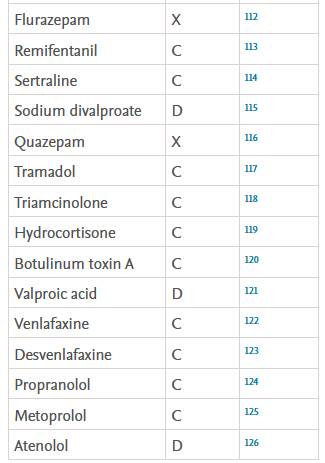 Flurazepam X 112
Remifentanil C 113
Sertraline C 114
Sodium divalproate D 115
Quazepam X 116
Tramadol C 117
Triamcinolone C 118
Hydrocortisone C 119
Botulinum toxin A C 120
Valproic acid D 121
Venlafaxine C 122
Desvenlafaxine C 123
Propranolol C 124
Metoprolol C 125
Atenolol D 126